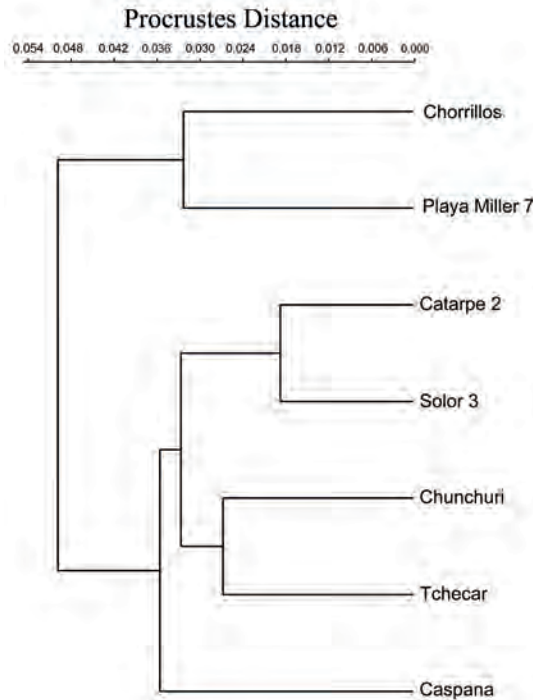 Procrustes Distance
0.054 0.048 0.042 0.036 0.030 0.024 0.018 0.012 0.006 0.000
Chorrillos
Playa Miller 7
Catarpe 2
Solor 3
Chunchuri
Tchecar
Caspana